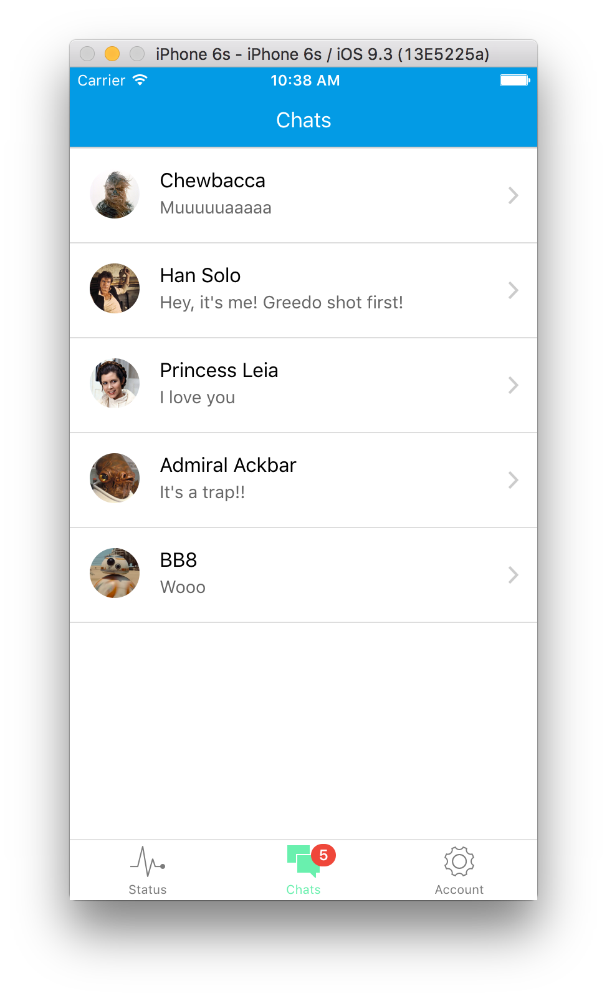 iPhone 6s - iPhone 6s / iOS 9.3 (13E5225a)
Carrier 10:38 AM
Chats
Chewbacca
Muuuuuaaaaa
Han Solo
Hey, it's me! Greedo shot first!
Princess Leia
I love you
Admiral Ackbar
It's a trap!!
BB8
Wooo
5
Status Chats Account